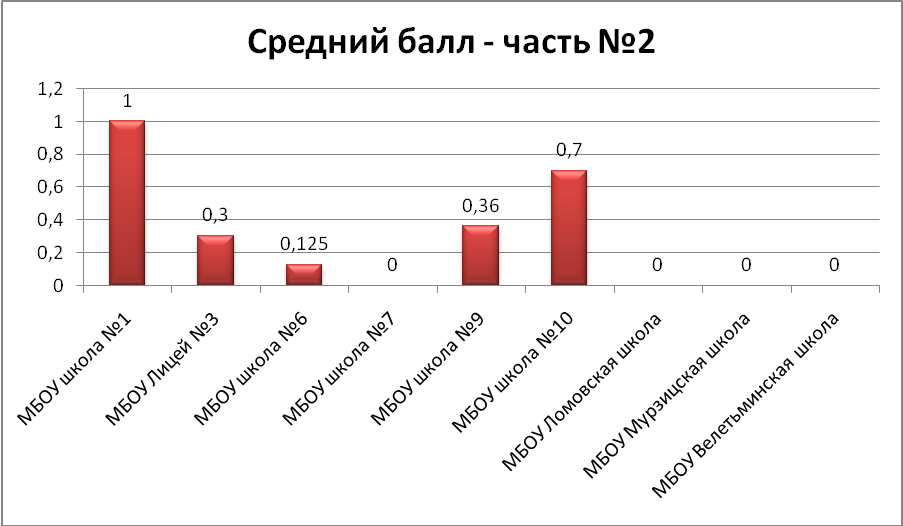 Средний балл - часть №2
1,2
1
0,8
0,6
0,4
0,2
0
1
0,3
0,125
0
0,36
0,7
0
0
0
МБОУ школа №1
МБОУ Лицей №3
МБОУ школа №6
МБОУ школа №7
МБОУ школа №9
МБОУ школа №10
МБОУ Ломовская школа
МБОУ Мурзицская школа
МБОУ Велетьминская школа